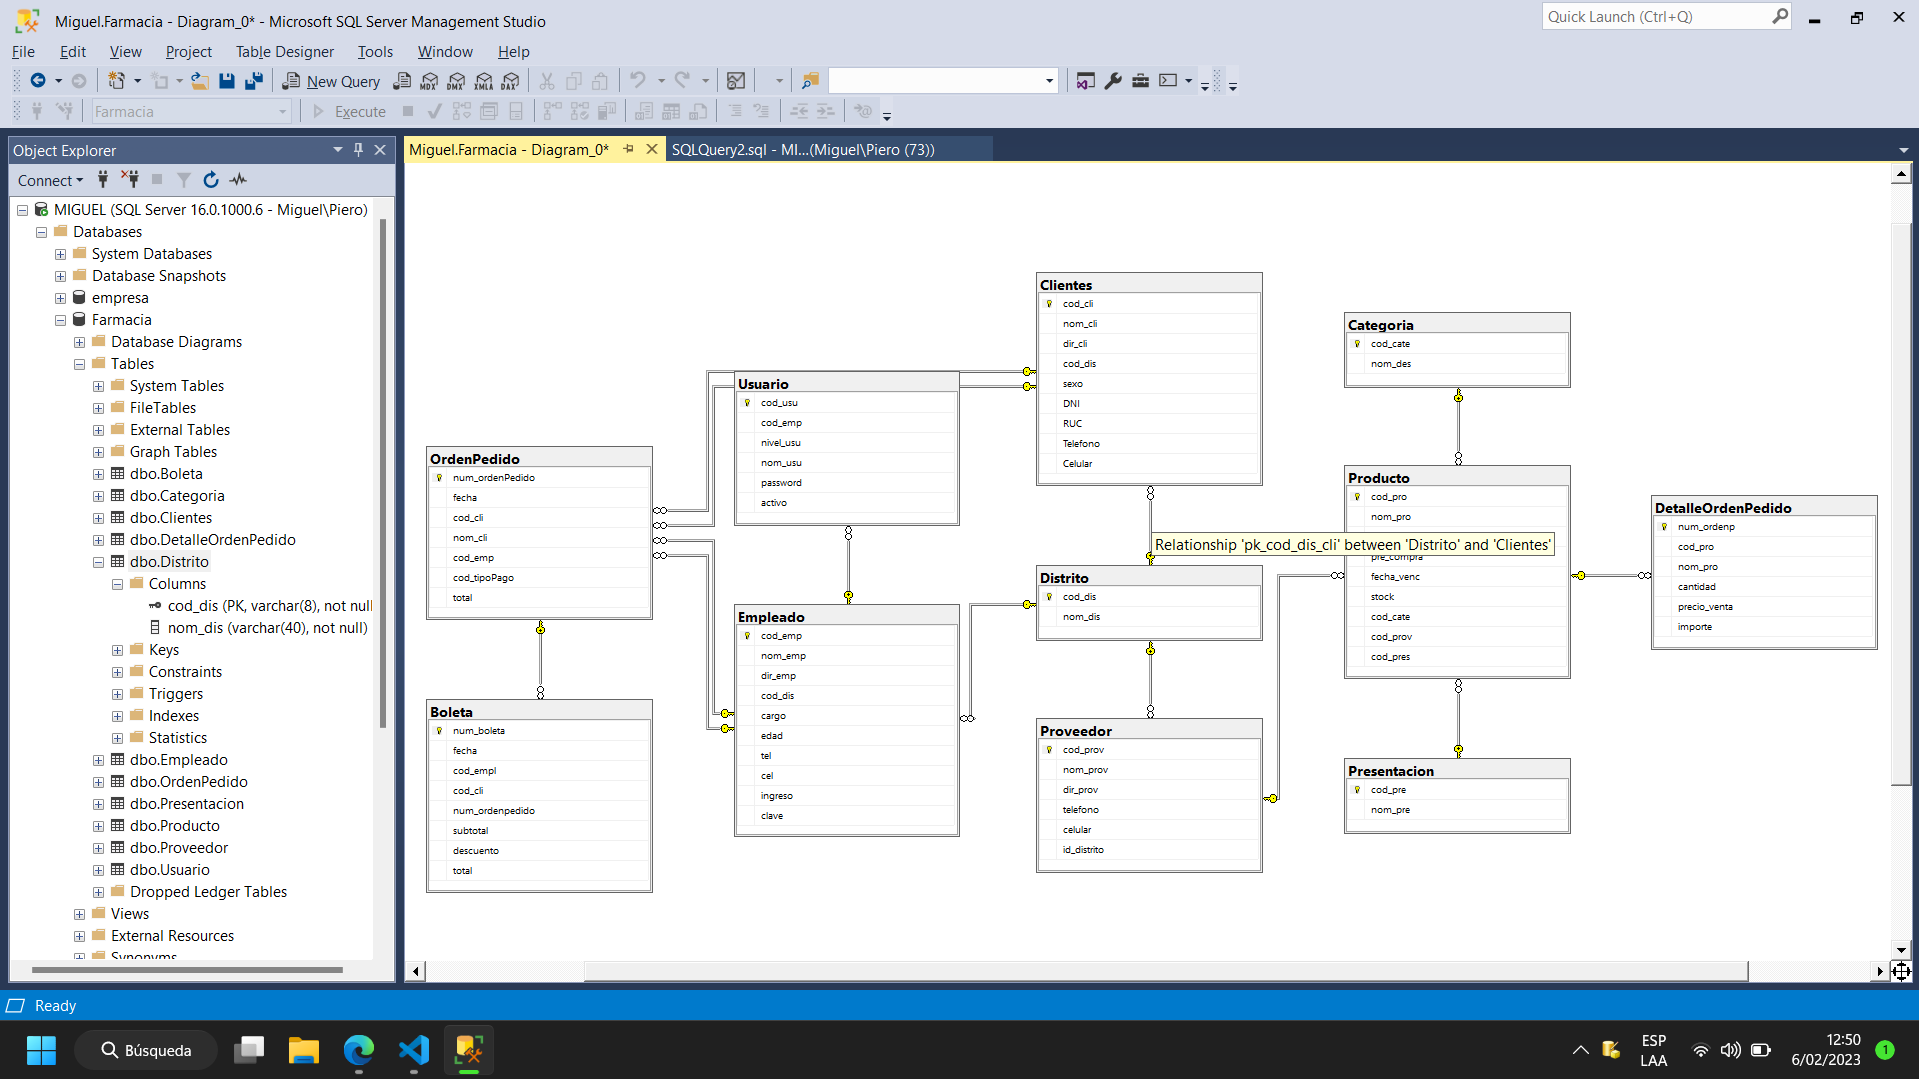 Miguel.Farmacia - Diagram_0* - Microsoft SQL Server Management Studio
Quick Launch (Ctrl+Q)
File Edit View Project Table Designer Tools Window Help
New Query
MDX DMX XMLA DAX
Farmacia
Execute
Object Explorer
Connect
MIGUEL (SQL Server 16.0.1000.6 - Miguel\Piero)
Databases
System Databases
Database Snapshots
empresa
Farmacia
Database Diagrams
Tables
System Tables
FileTables
External Tables
Graph Tables
dbo.Boleta
dbo.Categoria
dbo.Clientes
dbo.DetalleOrdenPedido
dbo.Distrito
Columns
cod_dis (PK, varchar(8), not null
nom_dis (varchar(40), not null)
Keys
Constraints
Triggers
Indexes
Statistics
dbo.Empleado
dbo.OrdenPedido
dbo.Presentacion
dbo.Producto
dbo.Proveedor
dbo.Usuario
Dropped Ledger Tables
Views
External Resources
Synonyms
Miguel.Farmacia - Diagram_0*
SQLQuery2.sql - MI...(Miguel\Piero (73))
OrdenPedido
num_ordenPedido
fecha
cod_cli
nom_cli
cod_emp
cod_tipoPago
total
Boleta
num_boleta
fecha
cod_empl
cod_cli
num_ordenpedido
subtotal
descuento
total
Usuario
cod_usu
cod_emp
nivel_usu
nom_usu
password
activo
Empleado
cod_emp
nom_emp
dir_emp
cod_dis
cargo
edad
tel
cel
ingreso
clave
Clientes
cod_cli
nom_cli
dir_cli
cod_dis
sexo
DNI
RUC
Telefono
Celular
Relationship 'pk_cod_dis_cli' between 'Distrito' and 'Clientes'
Distrito
cod_dis
nom_dis
Proveedor
cod_prov
nom_prov
dir_prov
telefono
celular
id_distrito
Categoria
cod_cate
nom_des
Producto
cod_pro
nom_pro
pre_compra
fecha_venc
stock
cod_cate
cod_prov
cod_pres
Presentacion
cod_pre
nom_pre
DetalleOrdenPedido
num_ordenp
cod_pro
nom_pro
cantidad
precio_venta
importe
Ready
Búsqueda
ESP
LAA
12:50
6/02/2023
1